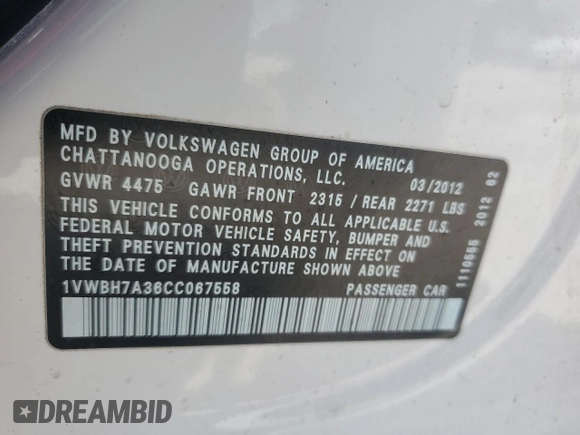 MFD BY VOLKSWAGEN GROUP OF AMERICA
CHATTANOOGA OPERATIONS, LLC. 03/2012
GVWR 4475 GAWR FRONT 2315 / REAR 2271 LBS
THIS VEHICLE CONFORMS TO ALL APPLICABLE U.S.
FEDERAL MOTOR VEHICLE SAFETY, BUMPER AND
THEFT PREVENTION STANDARDS IN EFFECT ON
THE DATE OF MANUFACTURE SHOWN ABOVE
1VWBH7A36CC067558 PASSENGER CAR
1110555 2012 62
DREAMBID